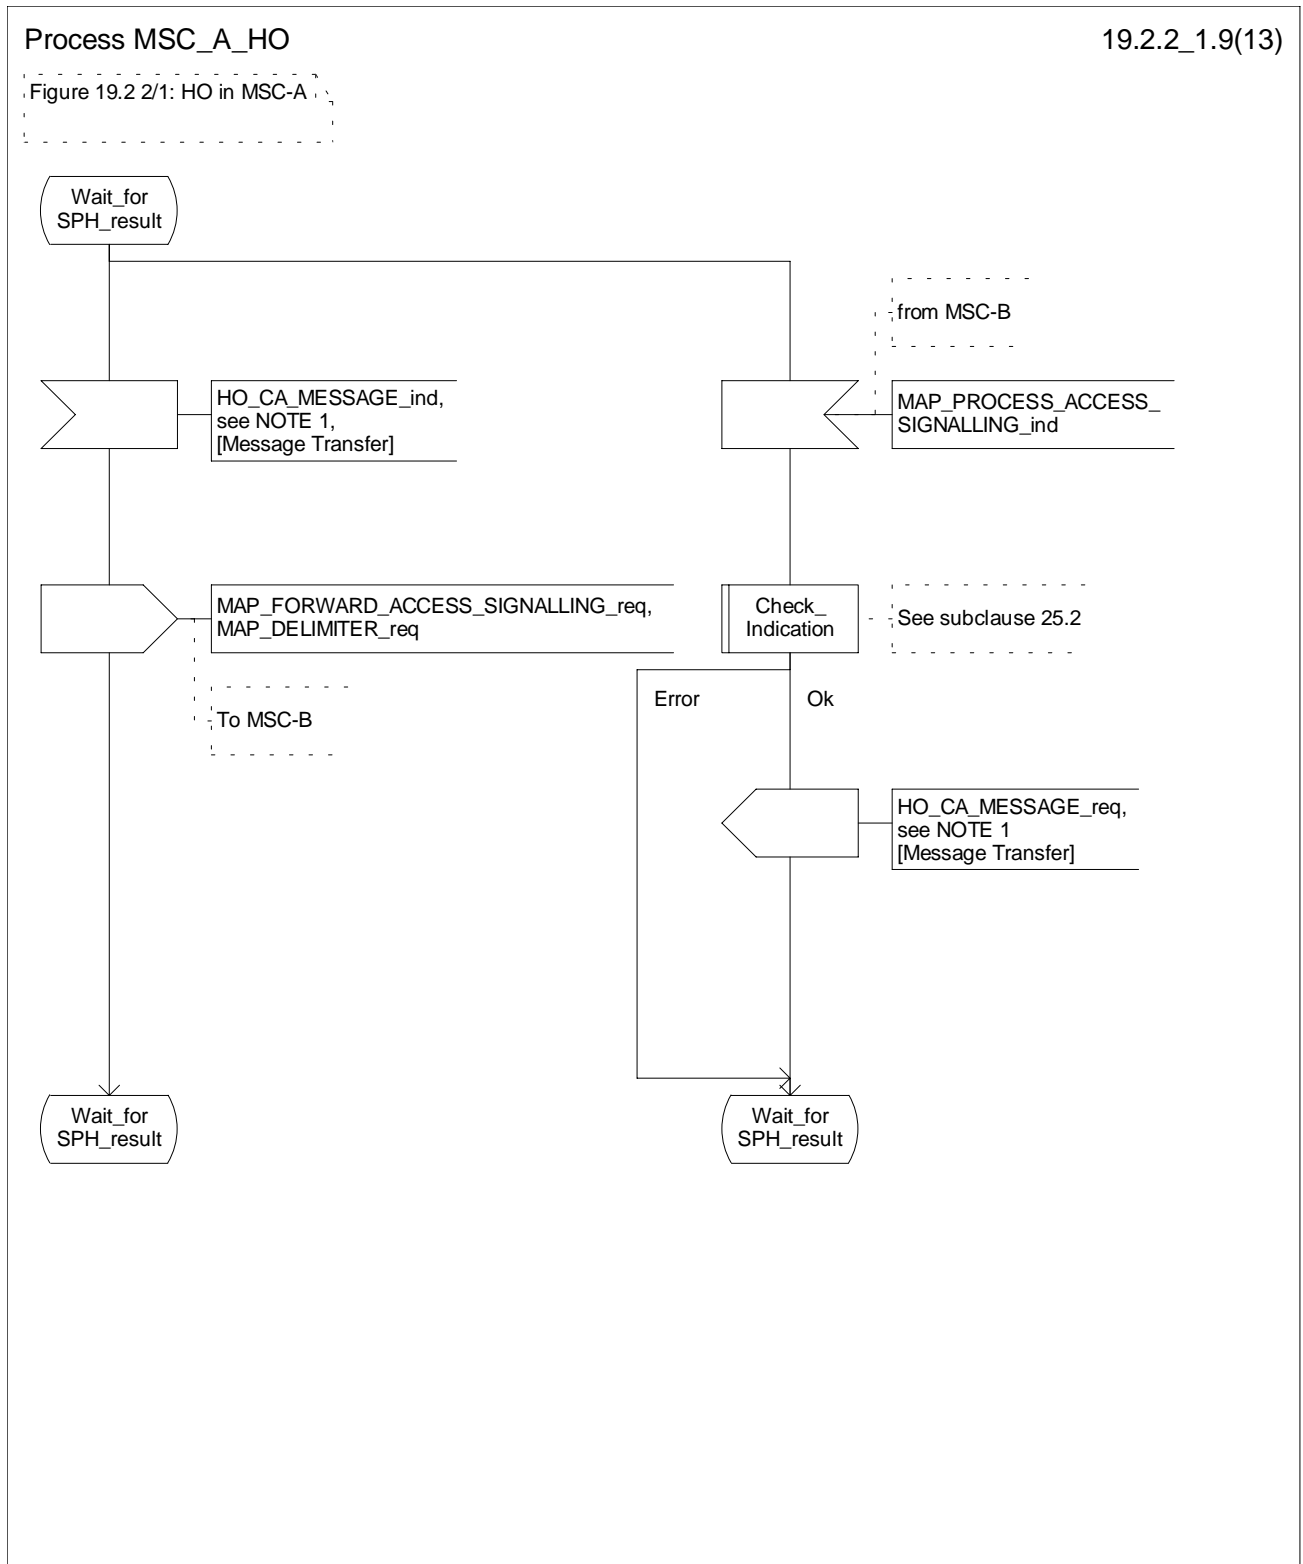 Process MSC_A_HO
19.2.2_1.9(13)
Figure 19.2 2/1: HO in MSC-A
Wait_for
SPH_result
from MSC-B
HO_CA_MESSAGE_ind,
see NOTE 1,
[Message Transfer]
MAP_PROCESS_ACCESS_
SIGNALLING_ind
MAP_FORWARD_ACCESS_SIGNALLING_req,
MAP_DELIMITER_req
Check_
Indication
See subclause 25.2
To MSC-B
Error
Ok
HO_CA_MESSAGE_req,
see NOTE 1
[Message Transfer]
Wait_for
SPH_result
Wait_for
SPH_result